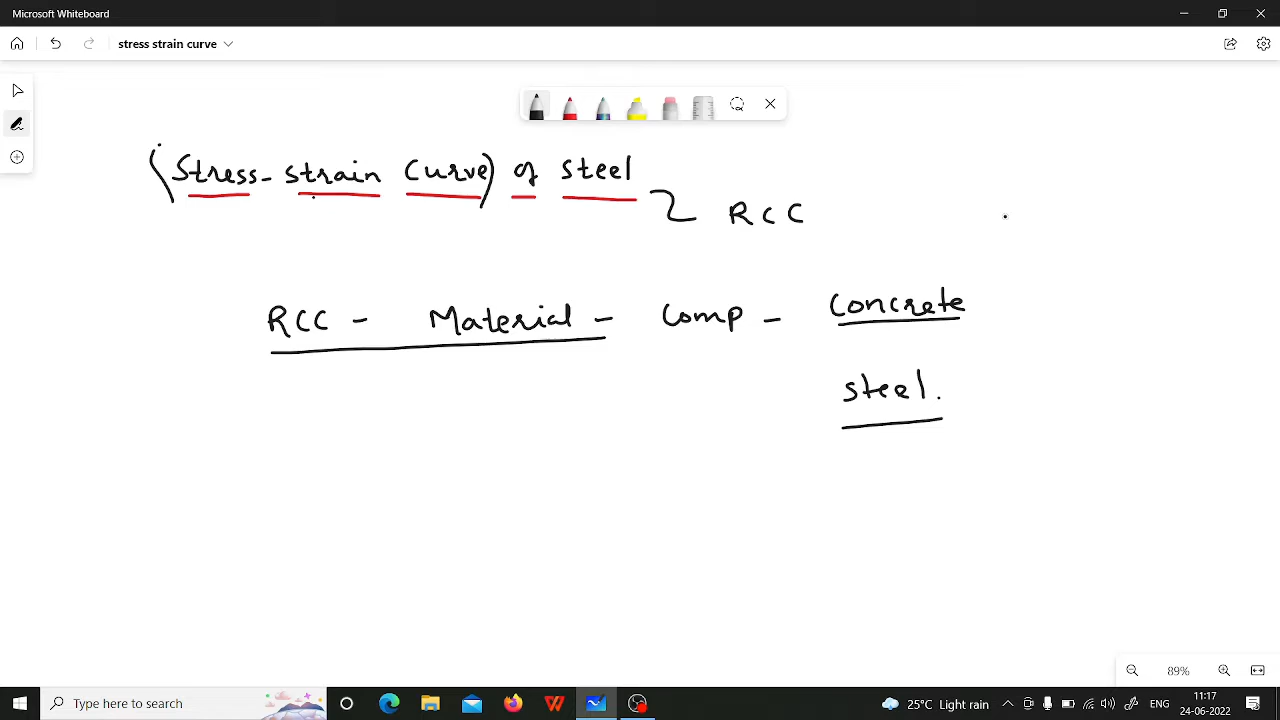 Microsoft Whiteboard
stress strain curve
(Stress-strain Curve) of steel
RCC
RCC - Material - Comp - Concrete
steel.
89%
Type here to search
25°C Light rain
ENG
11:17
24-06-2022